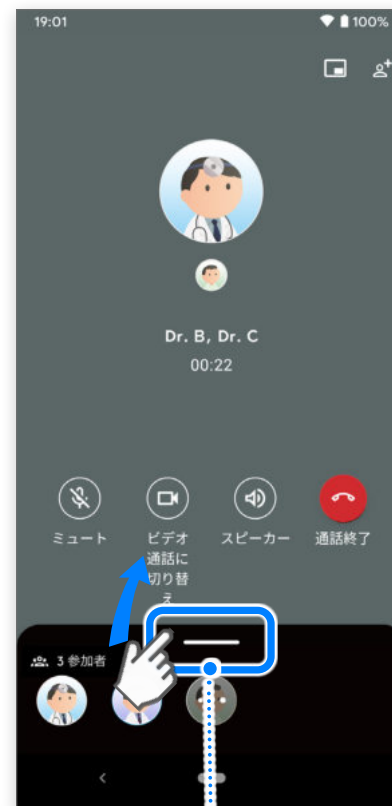 19:01 100%
Dr. B, Dr. C
00:22
ミュート
ビデオ
通話に
切り替
え
スピーカー
通話終了
3 参加者